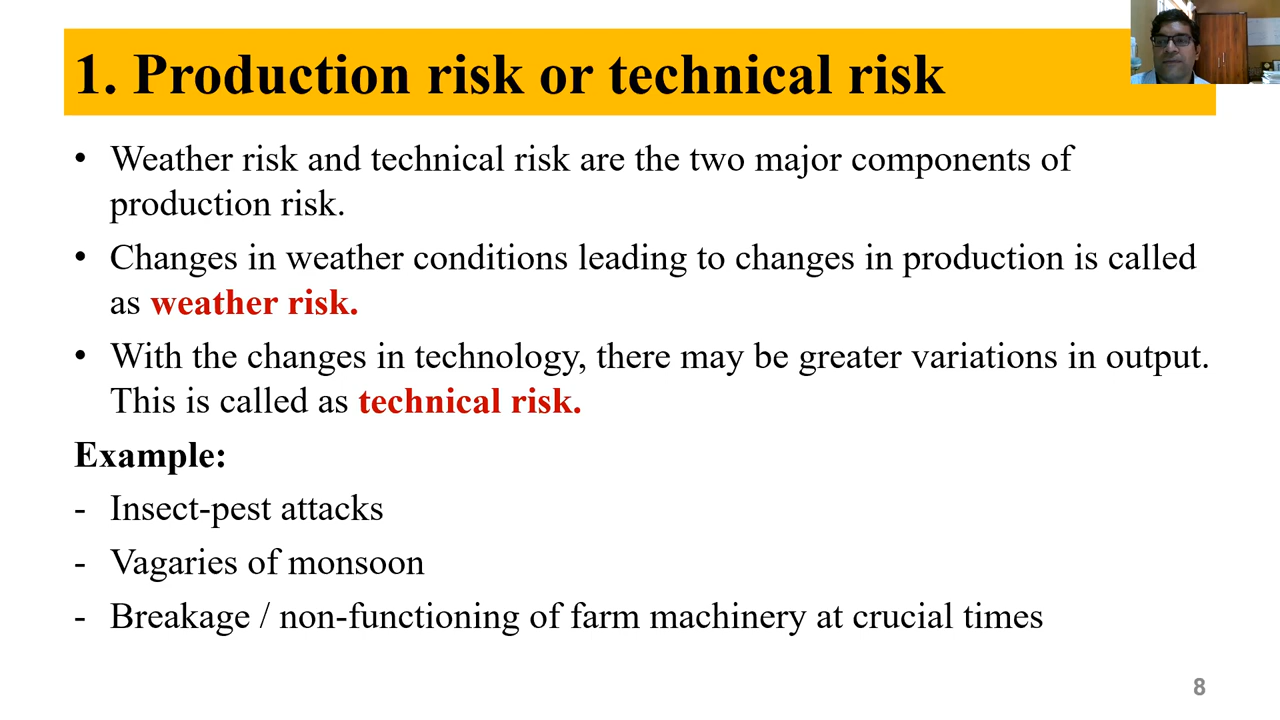 1. Production risk or technical risk
• Weather risk and technical risk are the two major components of
production risk.
• Changes in weather conditions leading to changes in production is called
as weather risk.
• With the changes in technology, there may be greater variations in output.
This is called as technical risk.
Example:
- Insect-pest attacks
- Vagaries of monsoon
- Breakage / non-functioning of farm machinery at crucial times
8